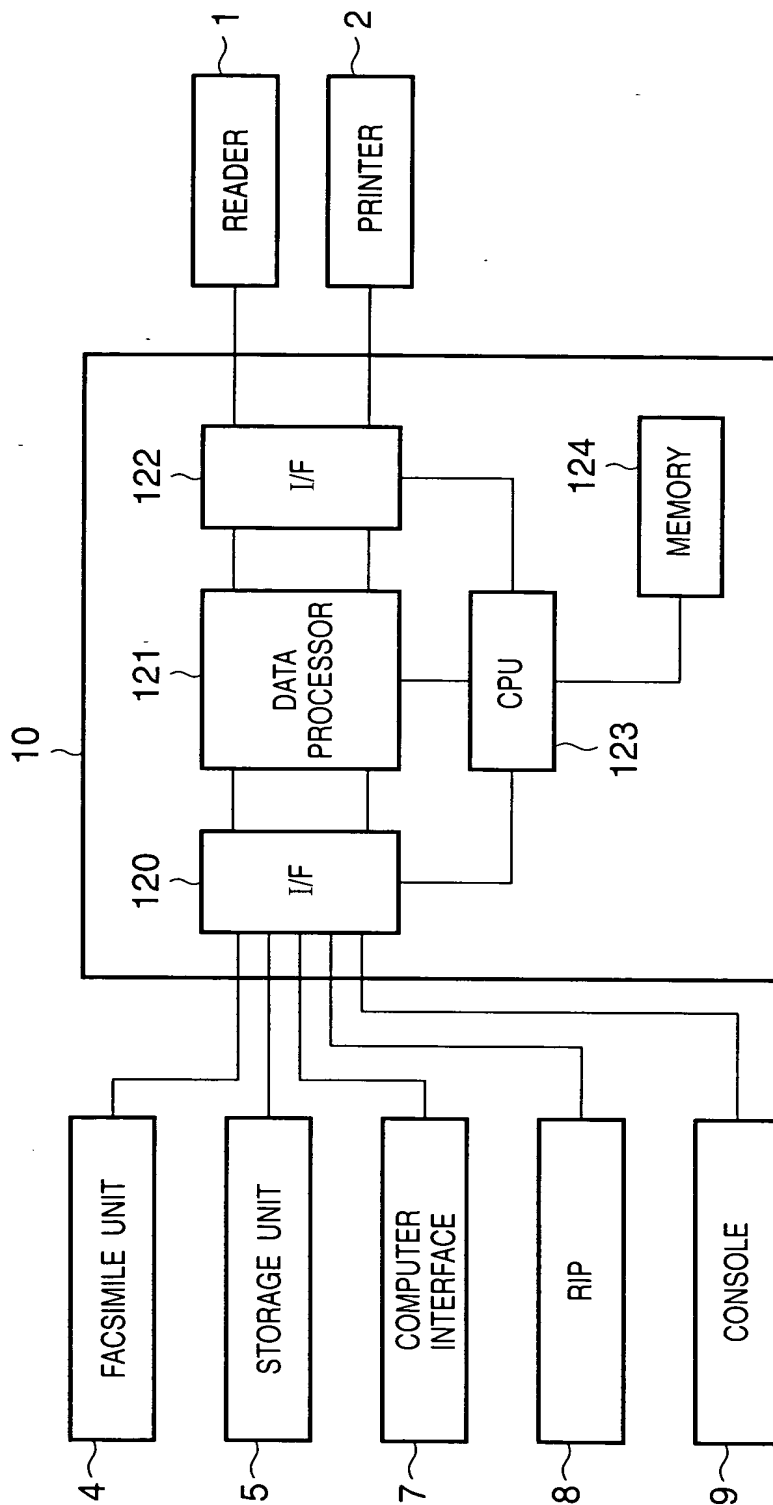 10
120
I/F
121
DATA
PROCESSOR
122
I/F
CPU
123
124
MEMORY
READER
1
PRINTER
2
4
FACSIMILE UNIT
5
STORAGE UNIT
7
COMPUTER
INTERFACE
8
RIP
9
CONSOLE